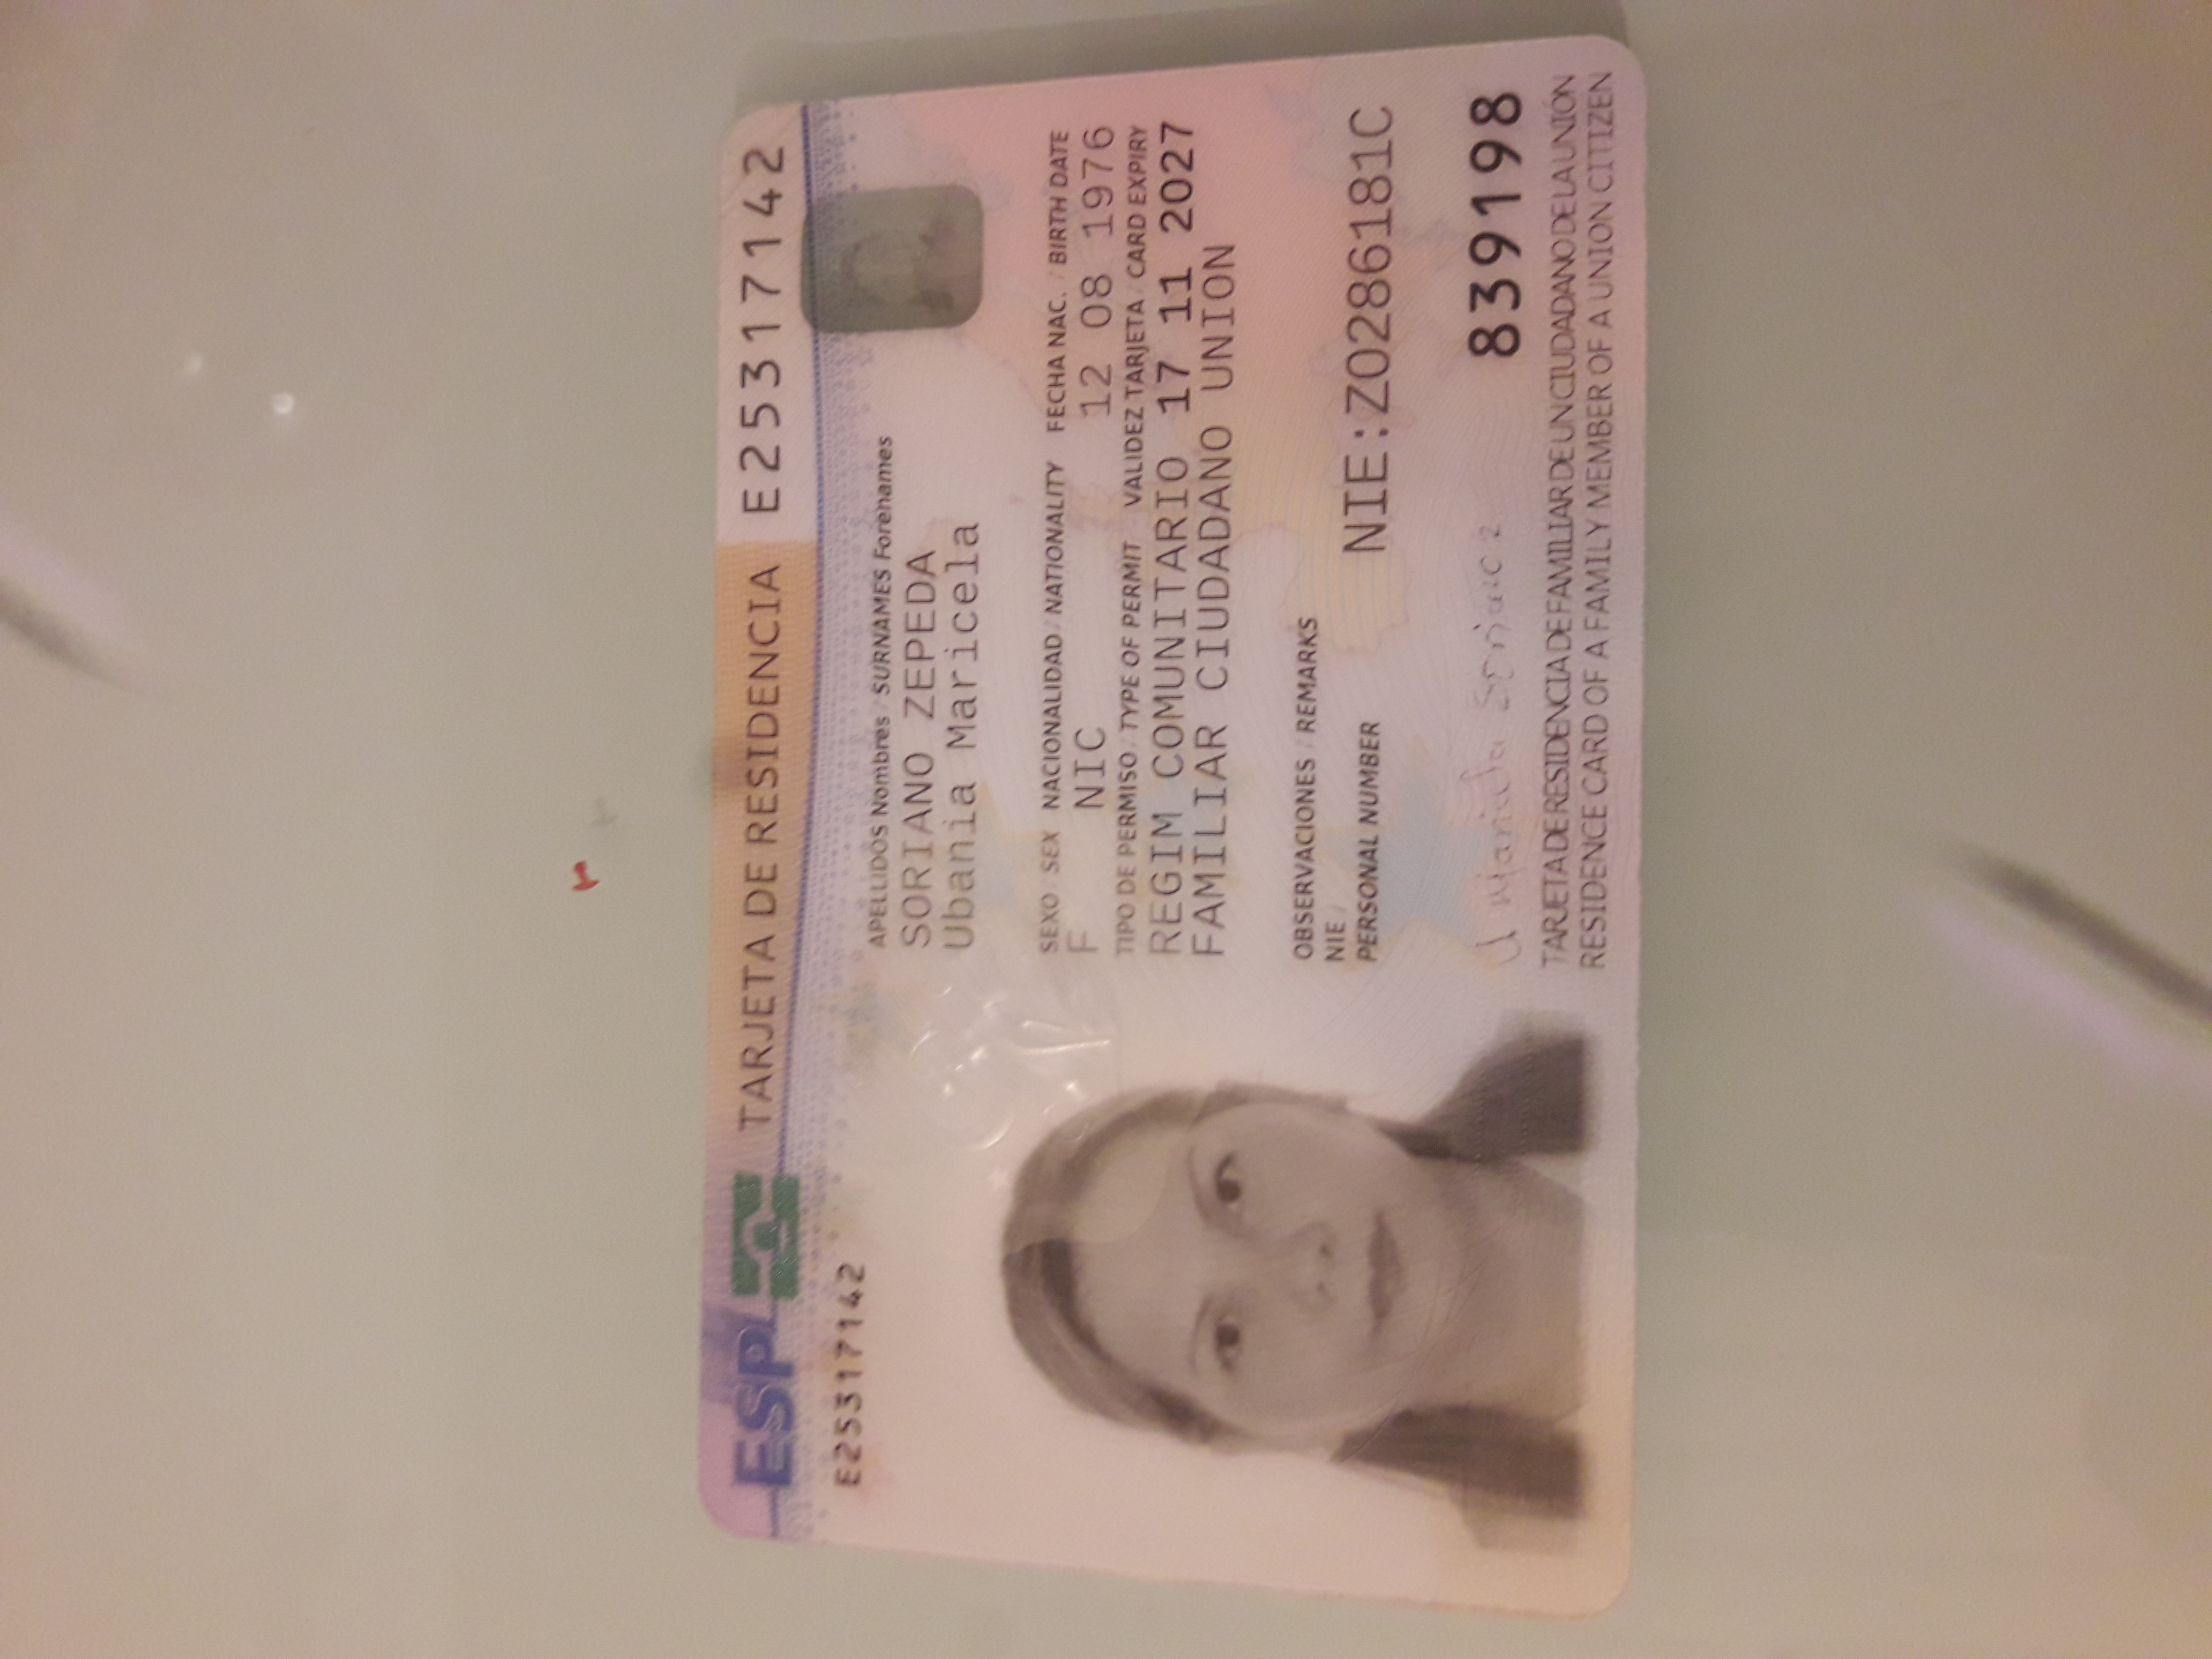 ESP TARJETA DE RESIDENCIA E25317142
E25317142
APELLIDOS Nombres / SURNAMES Forenames
SORIANO ZEPEDA
Ubania Maricela
SEXO / SEX NACIONALIDAD / NATIONALITY FECHA NAC. / BIRTH DATE
F NIC 12 08 1976
TIPO DE PERMISO / TYPE OF PERMIT VALIDEZ TARJETA / CARD EXPIRY
REGIM COMUNITARIO 17 11 2027
FAMILIAR CIUDADANO UNION
OBSERVACIONES / REMARKS
NIE /
PERSONAL NUMBER NIE:Z0286181C
839198
TARJETA DE RESIDENCIA DE FAMILIAR DE UN CIUDADANO DE LA UNIÓN
RESIDENCE CARD OF A FAMILY MEMBER OF A UNION CITIZEN